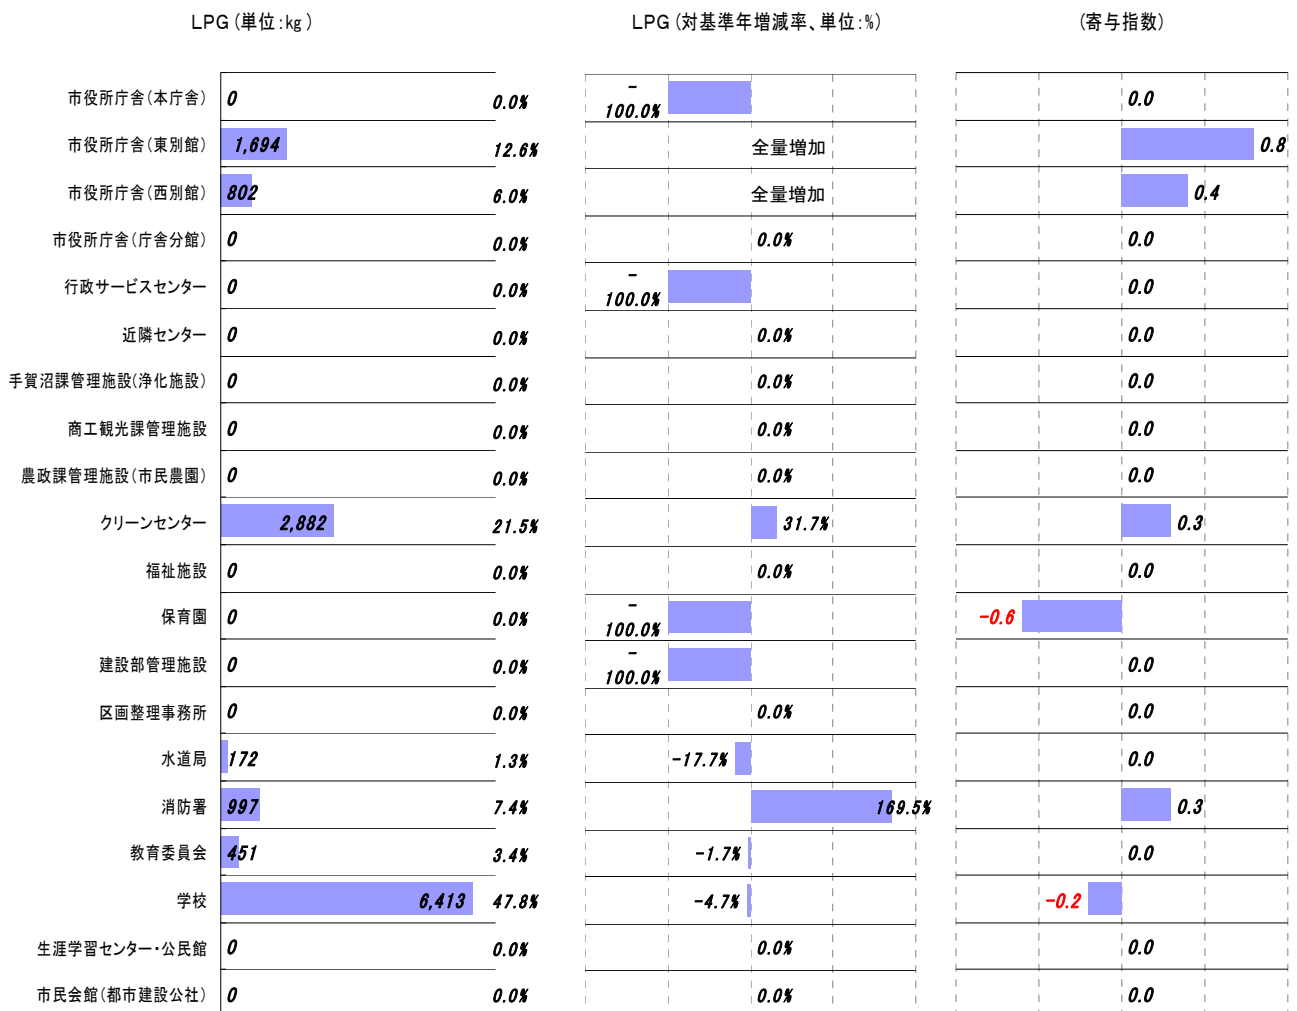 LPG(単位:kg) LPG(対基準年増減率、単位:%) (寄与指数)
市役所庁舎(本庁舎) 0 0.0% -100.0% 0.0
市役所庁舎(東別館) 1,694 12.6% 全量増加 0.8
市役所庁舎(西別館) 802 6.0% 全量増加 0.4
市役所庁舎(庁舎分館) 0 0.0% 0.0% 0.0
行政サービスセンター 0 0.0% -100.0% 0.0
近隣センター 0 0.0% 0.0% 0.0
手賀沼課管理施設(浄化施設) 0 0.0% 0.0% 0.0
商工観光課管理施設 0 0.0% 0.0% 0.0
農政課管理施設(市民農園) 0 0.0% 0.0% 0.0
クリーンセンター 2,882 21.5% 31.7% 0.3
福祉施設 0 0.0% 0.0% 0.0
保育園 0 0.0% -100.0% -0.6
建設部管理施設 0 0.0% -100.0% 0.0
区画整理事務所 0 0.0% 0.0% 0.0
水道局 172 1.3% -17.7% 0.0
消防署 997 7.4% 169.5% 0.3
教育委員会 451 3.4% -1.7% 0.0
学校 6,413 47.8% -4.7% -0.2
生涯学習センター・公民館 0 0.0% 0.0% 0.0
市民会館(都市建設公社) 0 0.0% 0.0% 0.0